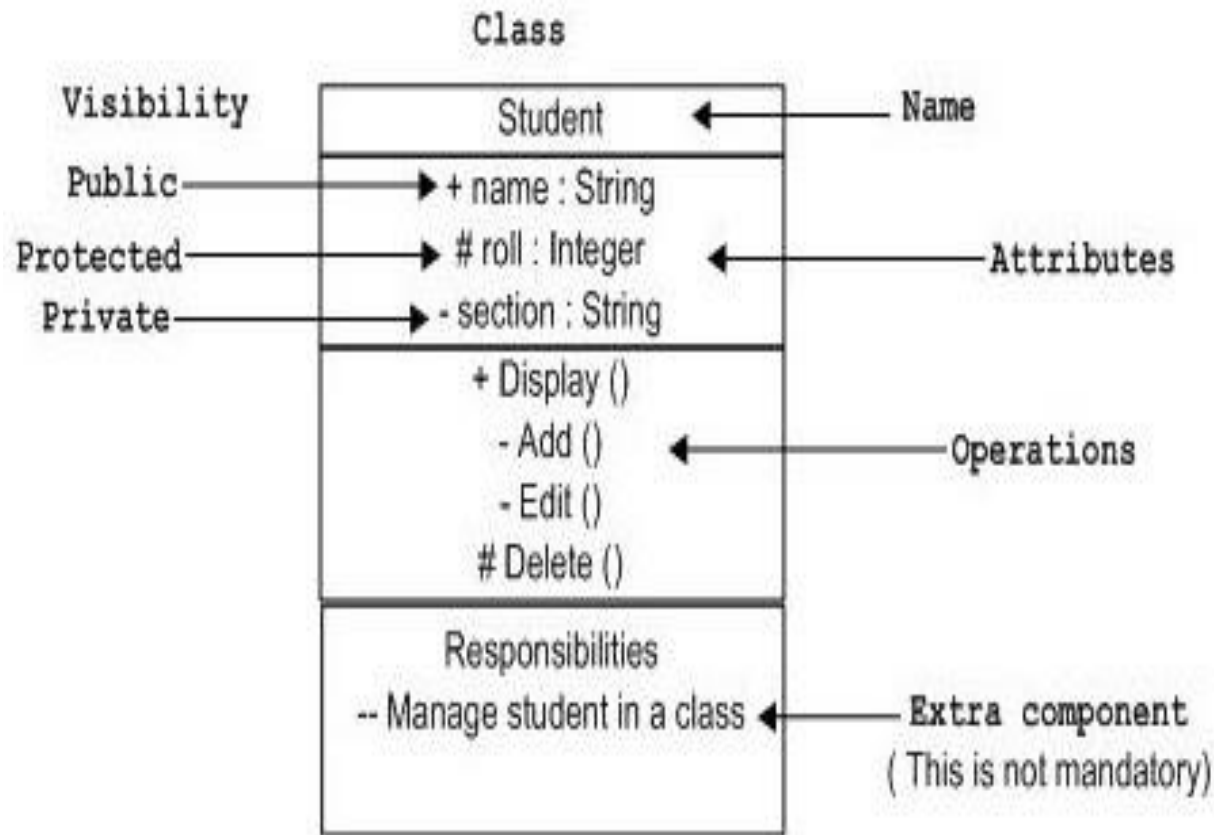 Class
Visibility
Student
Name
Public
+ name : String
Protected
# roll : Integer
Attributes
Private
- section : String
+ Display ()
- Add ()
Operations
- Edit ()
# Delete ()
Responsibilities
-- Manage student in a class
Extra component
( This is not mandatory)